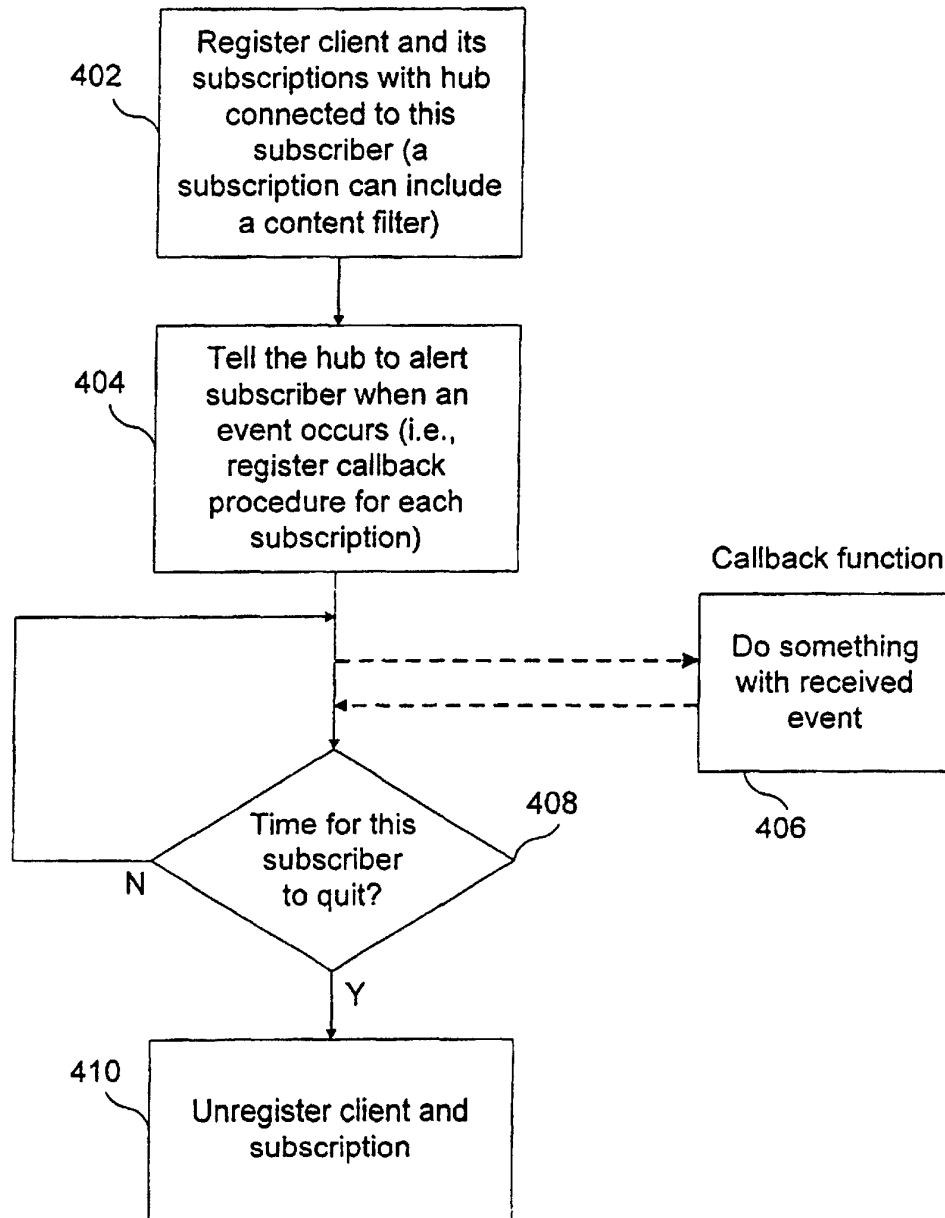 402
Register client and its
subscriptions with hub
connected to this
subscriber (a
subscription can include
a content filter)
404
Tell the hub to alert
subscriber when an
event occurs (i.e.,
register callback
procedure for each
subscription)
Callback function
Do something
with received
event
406
Time for this
subscriber
to quit?
408
N
Y
410
Unregister client and
subscription